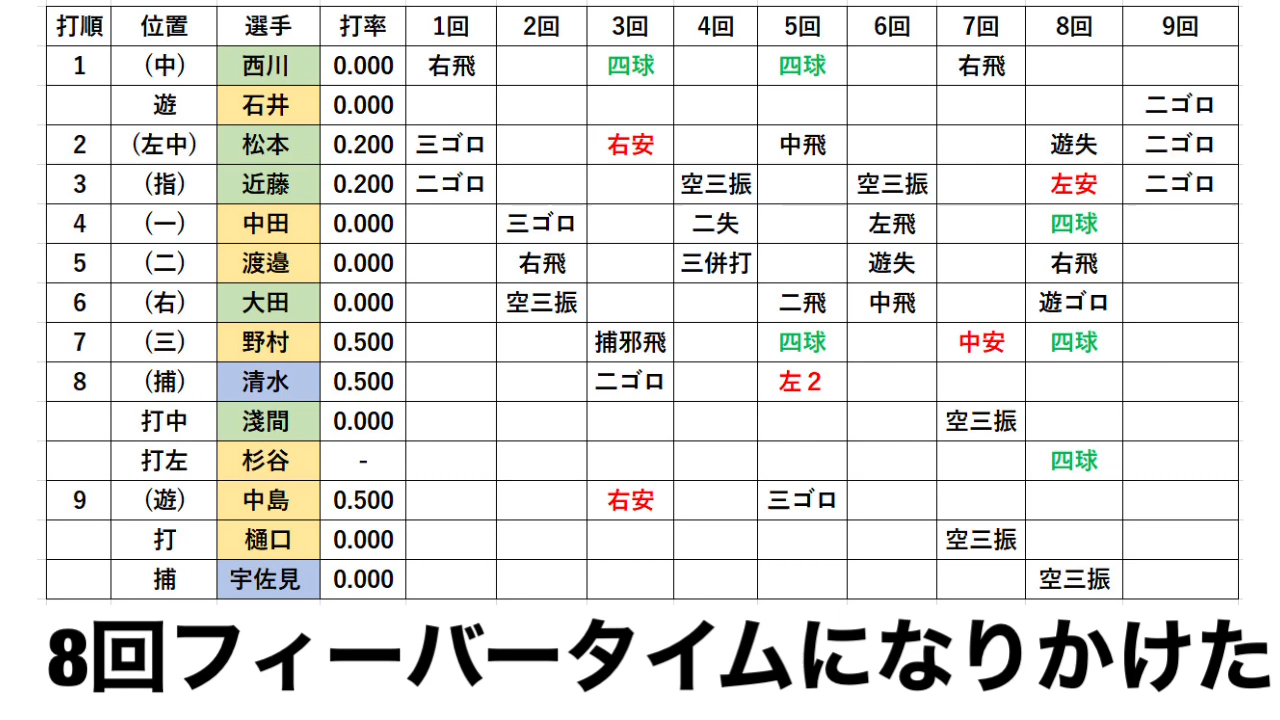 打順 位置 選手 打率 1回 2回 3回 4回 5回 6回 7回 8回 9回
1 (中) 西川 0.000 右飛 四球 四球 右飛
遊 石井 0.000 二ゴロ
2 (左中) 松本 0.200 三ゴロ 右安 中飛 遊失 二ゴロ
3 (指) 近藤 0.200 二ゴロ 空三振 空三振 左安 二ゴロ
4 (一) 中田 0.000 三ゴロ 二失 左飛 四球
5 (二) 渡邉 0.000 右飛 三併打 遊失 右飛
6 (右) 大田 0.000 空三振 二飛 中飛 遊ゴロ
7 (三) 野村 0.500 捕邪飛 四球 中安 四球
8 (捕) 清水 0.500 二ゴロ 左２
打中 淺間 0.000 空三振
打左 杉谷 - 四球
9 (遊) 中島 0.500 右安 三ゴロ
打 樋口 0.000 空三振
捕 宇佐見 0.000 空三振
8回フィーバータイムになりかけた